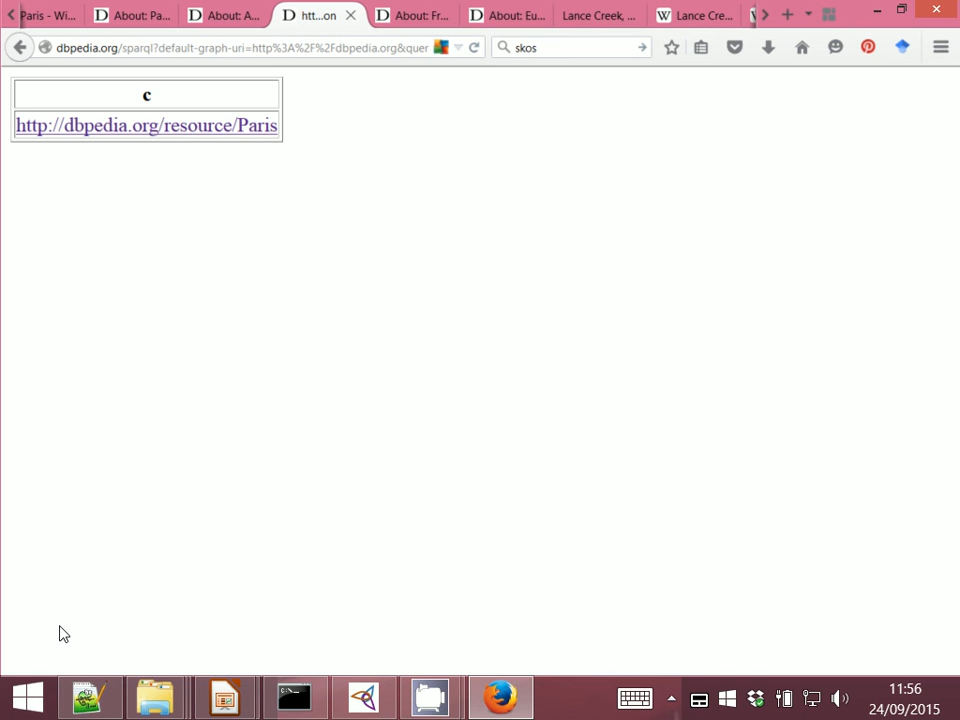 Paris - Wi...
About: Pa...
About: A...
htt...on
About: Fr...
About: Eu...
Lance Creek, ...
Lance Cre...
dbpedia.org/sparql?default-graph-uri=http%3A%2F%2Fdbpedia.org&quer
skos
c
http://dbpedia.org/resource/Paris
11:56
24/09/2015